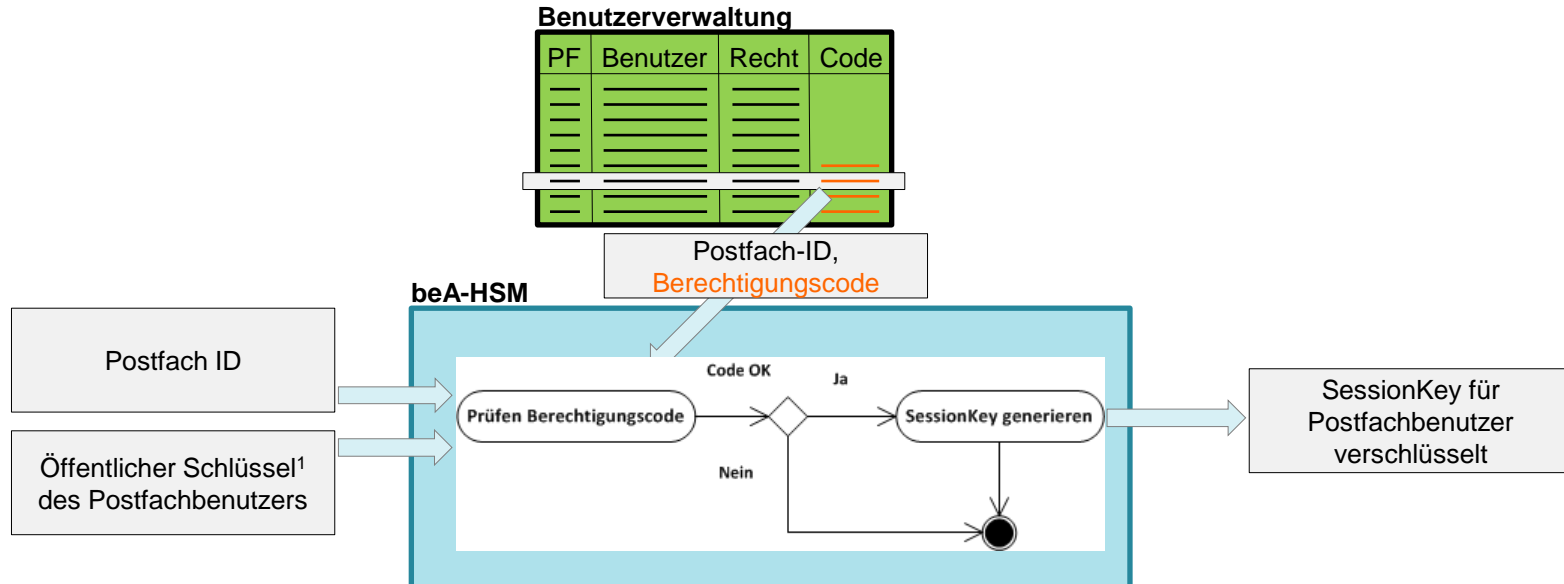 Benutzerverwaltung
PF Benutzer Recht Code
Postfach-ID,
Berechtigungscode
beA-HSM
Postfach ID
Öffentlicher Schlüssel¹
des Postfachbenutzers
Code OK
Ja
Prüfen Berechtigungscode
SessionKey generieren
Nein
SessionKey für
Postfachbenutzer
verschlüsselt